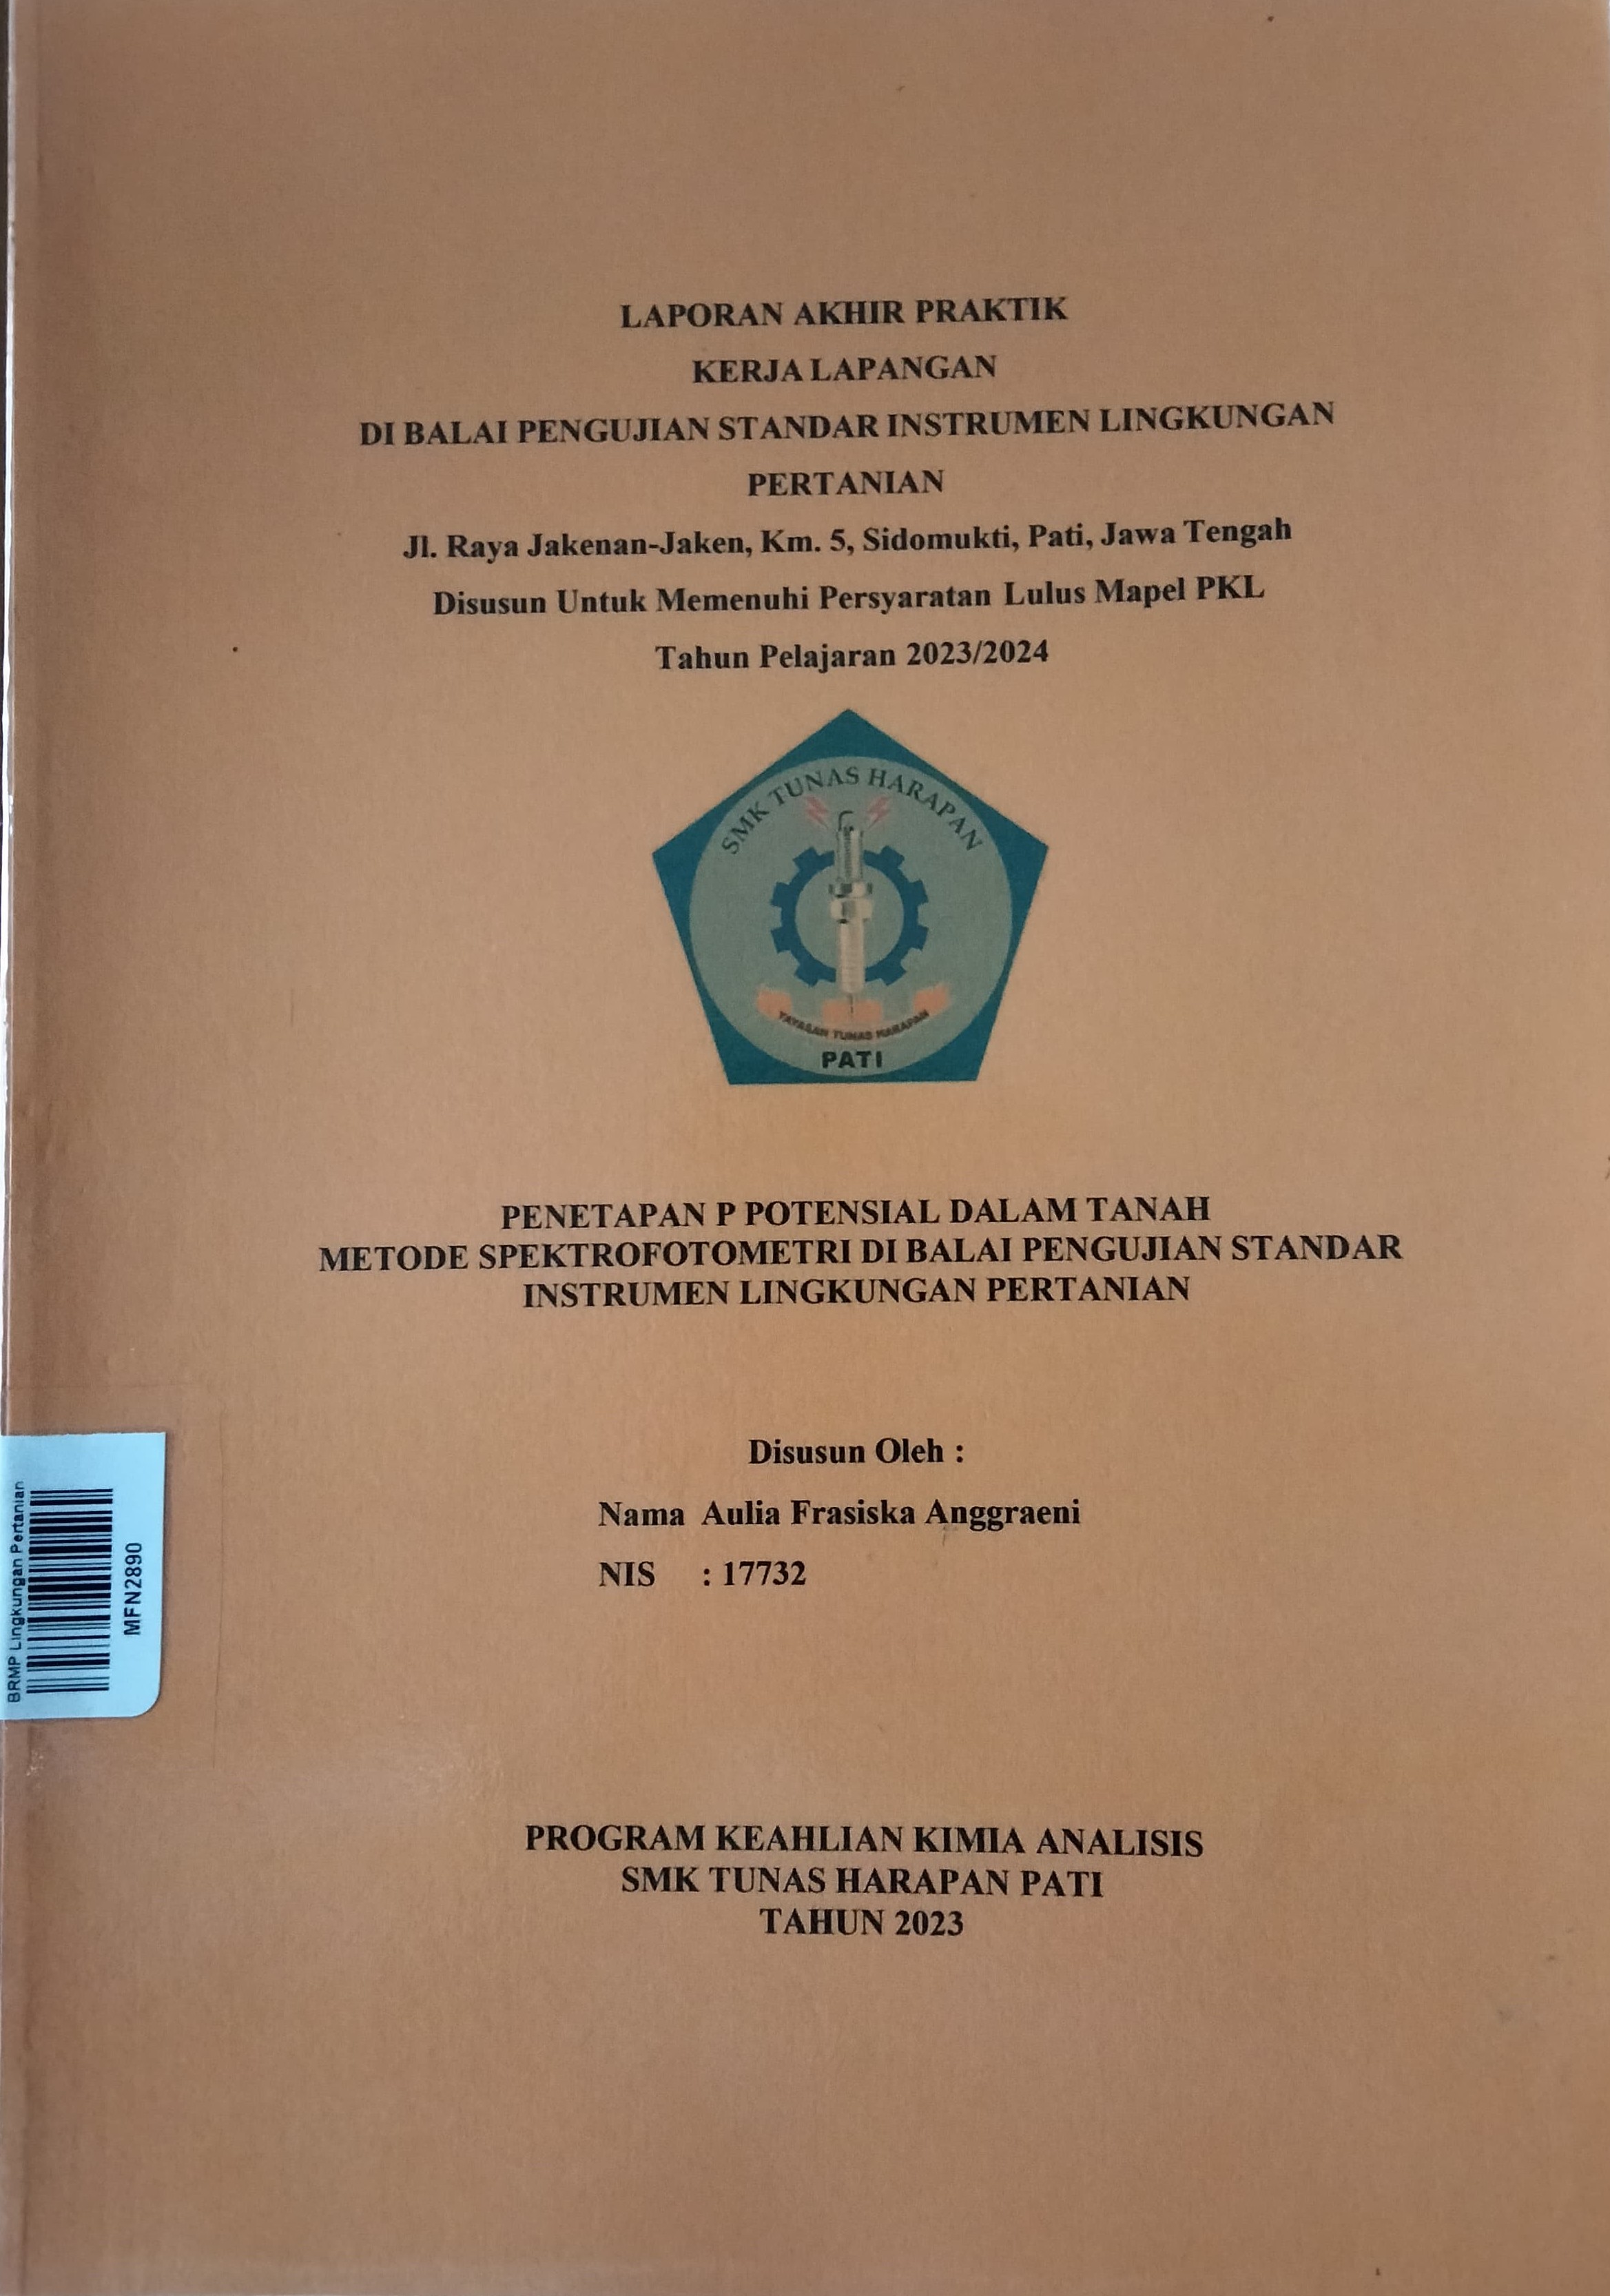 LAPORAN AKHIR PRAKTIK
KERJA LAPANGAN
DI BALAI PENGUJIAN STANDAR INSTRUMEN LINGKUNGAN
PERTANIAN
Jl. Raya Jakenan-Jaken, Km. 5, Sidomukti, Pati, Jawa Tengah
Disusun Untuk Memenuhi Persyaratan Lulus Mapel PKL
Tahun Pelajaran 2023/2024
SMK TUNAS HARAPAN
YAYASAN TUNAS HARAPAN
PATI
PENETAPAN P POTENSIAL DALAM TANAH
METODE SPEKTROFOTOMETRI DI BALAI PENGUJIAN STANDAR
INSTRUMEN LINGKUNGAN PERTANIAN
Disusun Oleh :
Nama Aulia Frasiska Anggraeni
NIS : 17732
BRMP Lingkungan Pertanian
MFN2890
PROGRAM KEAHLIAN KIMIA ANALISIS
SMK TUNAS HARAPAN PATI
TAHUN 2023